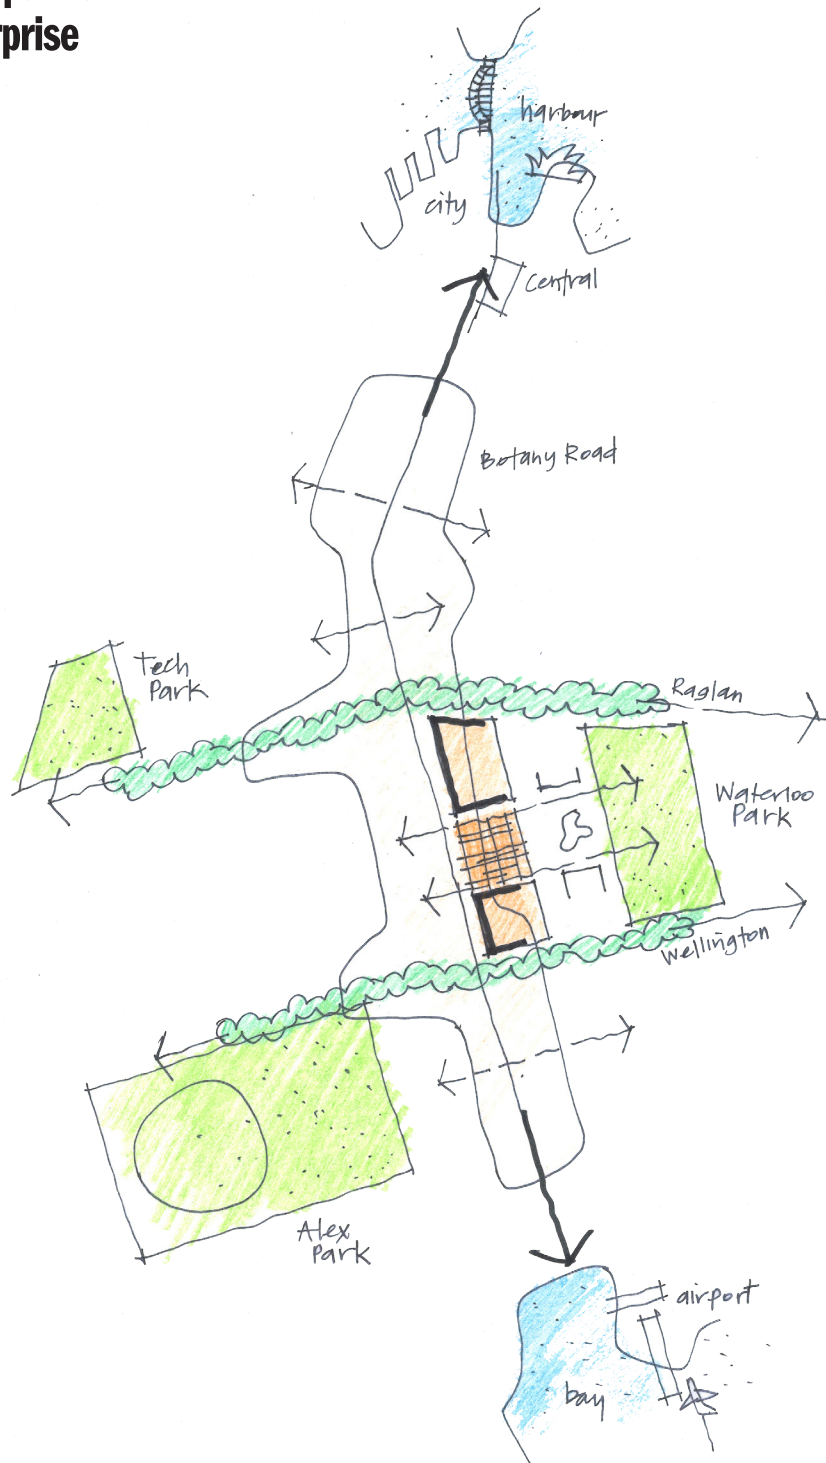 rprise
harbour
city
Central
Botany Road
Tech
Park
Raglan
Waterloo
Park
Wellington
Alex
Park
airport
bay